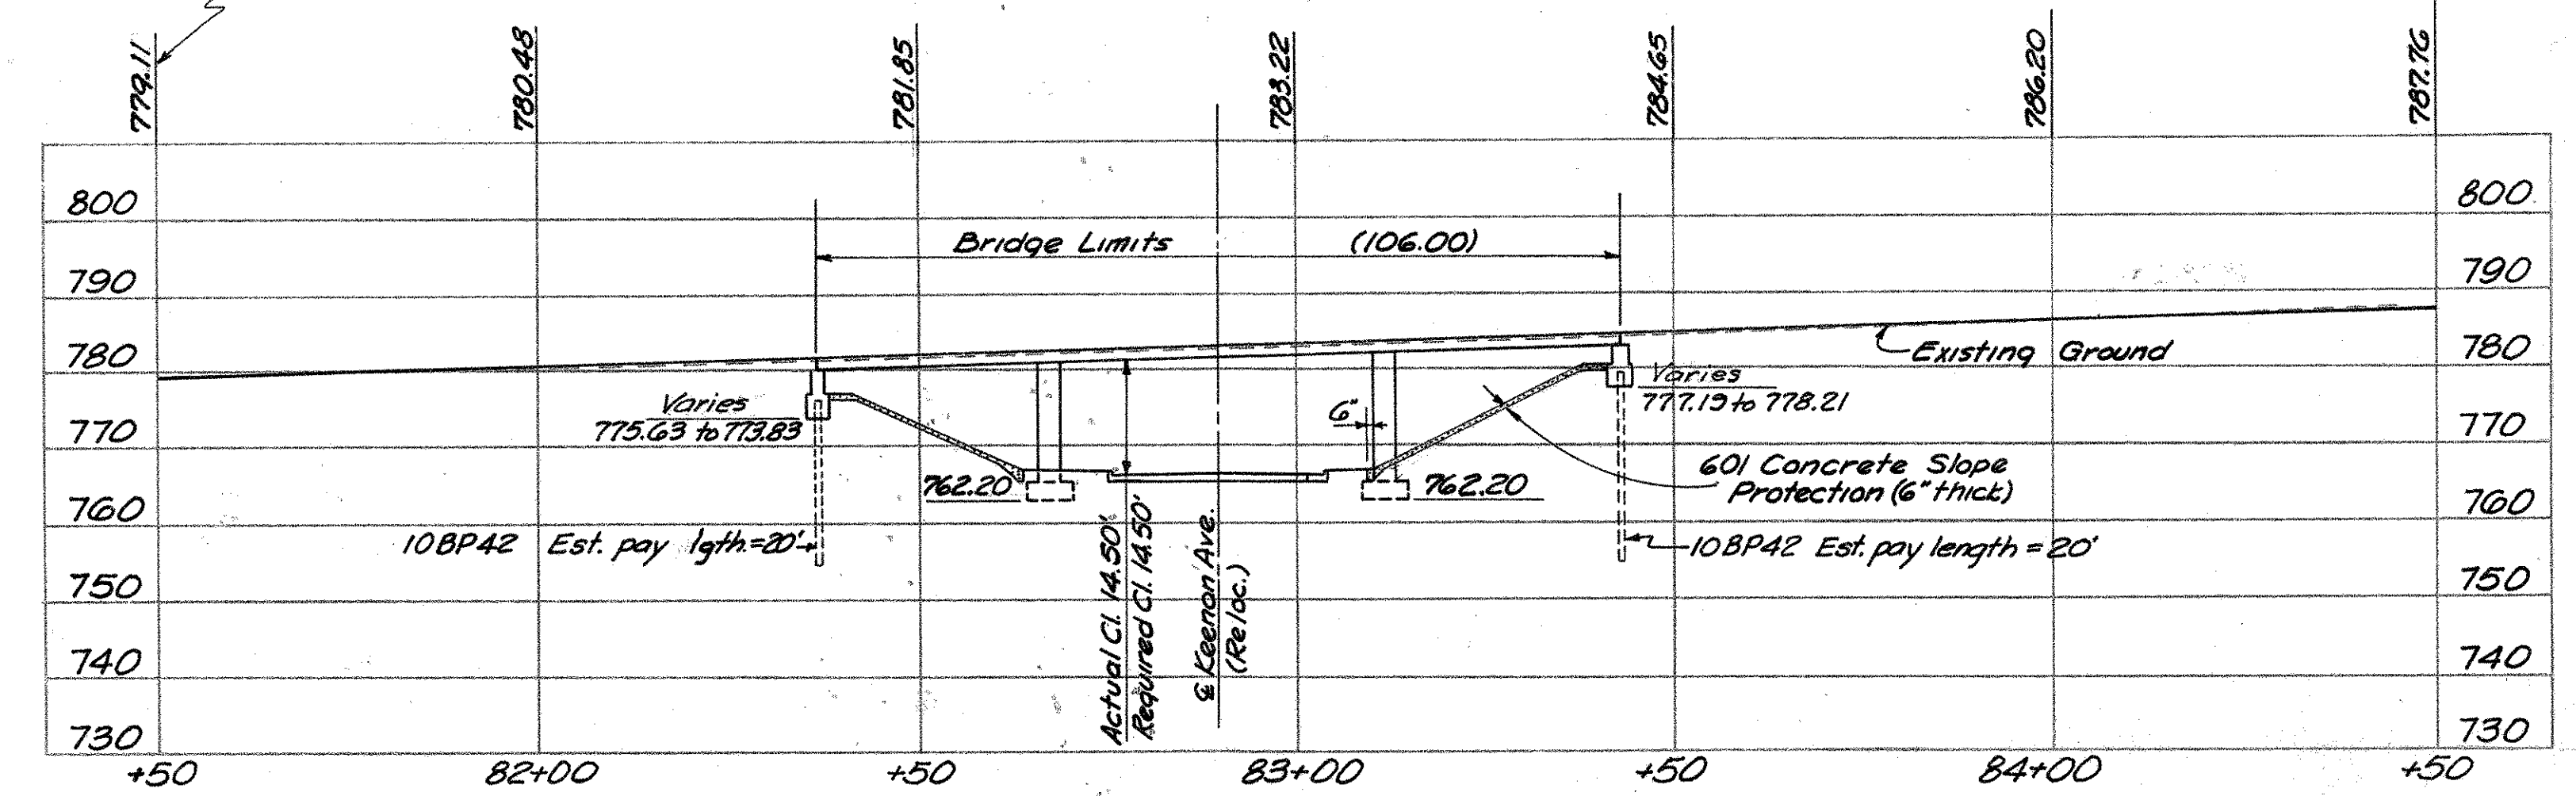 779.11
780.48
781.85
783.22
784.65
786.20
787.76
800
800
Bridge Limits (106.00)
790
790
780
780
Existing Ground
Varies
775.63 to 773.83
Varies
777.19 to 778.21
6"
770
770
601 Concrete Slope
Protection (6" thick)
762.20
762.20
760
760
10BP42 Est. pay lgth.=20'
10BP42 Est. pay length = 20'
Actual Cl. 14.50'
Required Cl. 14.50'
℄ Keenon Ave.
(Reloc.)
750
750
740
740
730
730
+50
82+00
+50
83+00
+50
84+00
+50